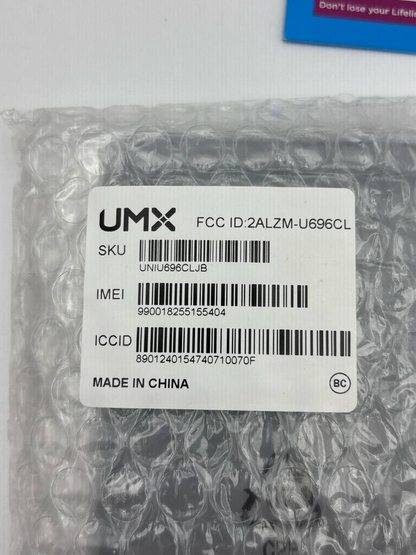 Don't lose your Lifeli
UMX FCC ID:2ALZM-U696CL
SKU
UNIU696CLJB
IMEI
990018255155404
ICCID
8901240154740710070F
MADE IN CHINA BC